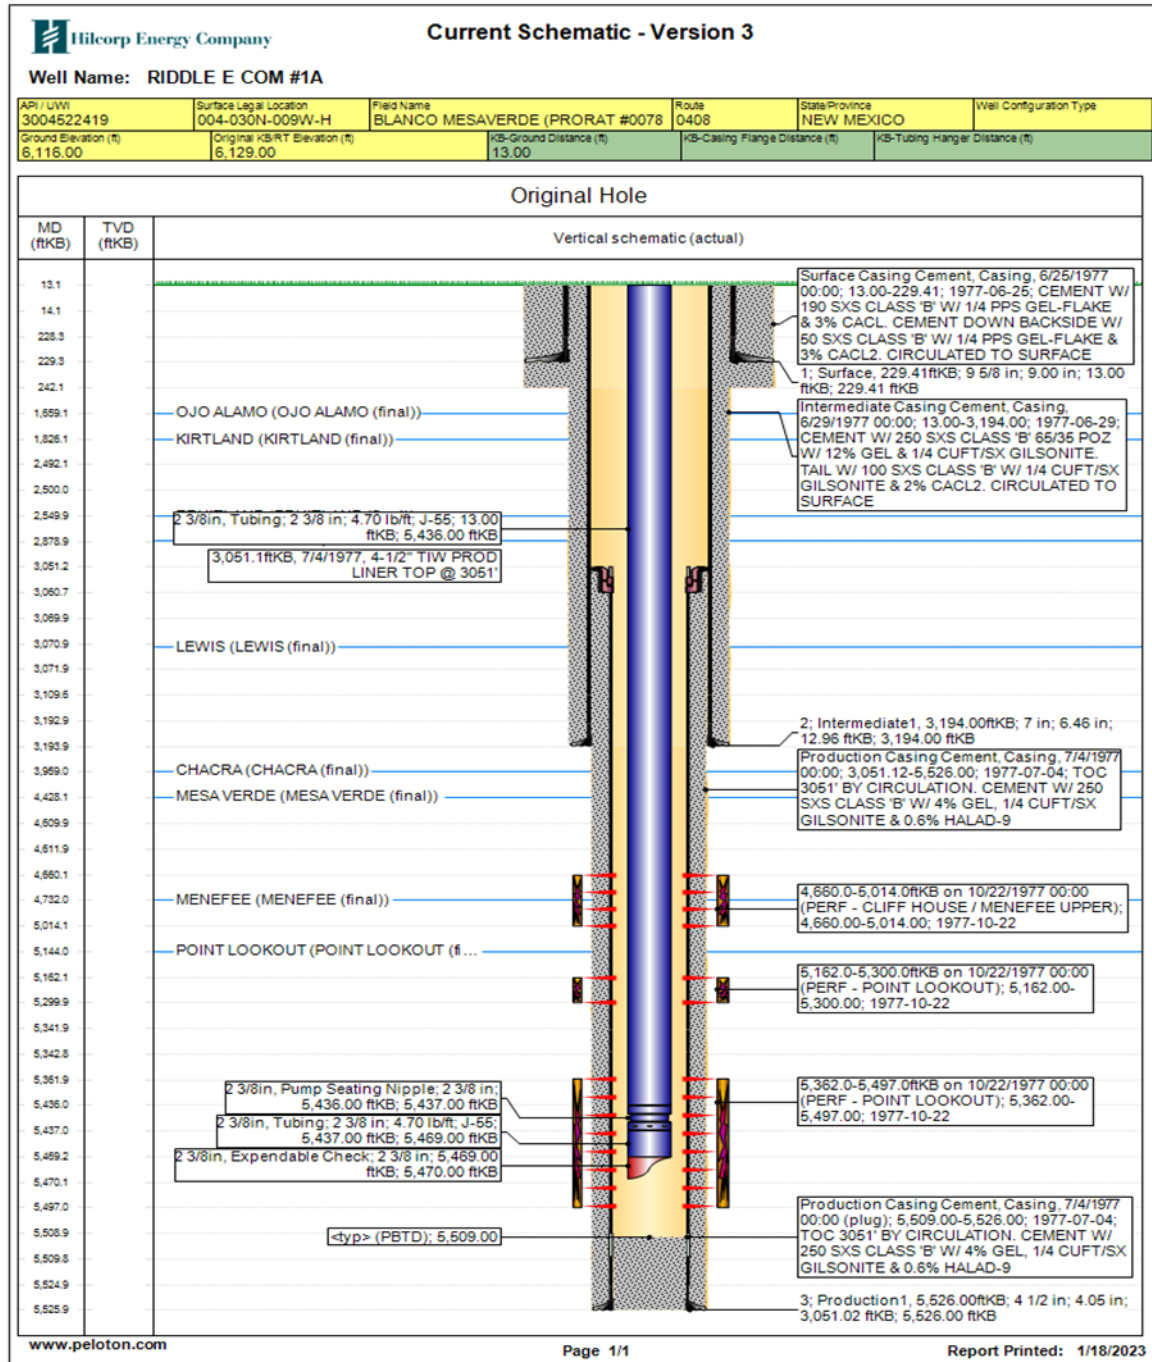 Hilcorp Energy Company
Current Schematic - Version 3
Well Name: RIDDLE E COM #1A
API / UWI
3004522419
Surface Legal Location
004-030N-009W-H
Field Name
BLANCO MESAVERDE (PRORAT #0078
Route
0408
State/Province
NEW MEXICO
Well Configuration Type
Ground Elevation (ft)
6,116.00
Original KB/RT Elevation (ft)
6,129.00
KB-Ground Distance (ft)
13.00
KB-Casing Flange Distance (ft)
KB-Tubing Hanger Distance (ft)
Original Hole
MD
(ftKB)
TVD
(ftKB)
Vertical schematic (actual)
13.1
14.1
228.3
229.3
242.1
1,659.1
1,826.1
2,492.1
2,500.0
2,549.9
2,878.9
3,051.2
3,060.7
3,069.9
3,070.9
3,071.9
3,109.6
3,192.9
3,193.9
3,969.0
4,428.1
4,609.9
4,611.9
4,660.1
4,732.0
5,014.1
5,144.0
5,162.1
5,299.9
5,341.9
5,342.8
5,361.9
5,436.0
5,437.0
5,469.2
5,470.1
5,497.0
5,508.9
5,509.8
5,524.9
5,525.9
OJO ALAMO (OJO ALAMO (final))
KIRTLAND (KIRTLAND (final))
2 3/8in, Tubing; 2 3/8 in; 4.70 lb/ft; J-55; 13.00
ftKB; 5,436.00 ftKB
3,051.1ftKB, 7/4/1977, 4-1/2" TIW PROD
LINER TOP @ 3051'
LEWIS (LEWIS (final))
CHACRA (CHACRA (final))
MESA VERDE (MESA VERDE (final))
MENEFEE (MENEFEE (final))
POINT LOOKOUT (POINT LOOKOUT (fi...
2 3/8in, Pump Seating Nipple; 2 3/8 in;
5,436.00 ftKB; 5,437.00 ftKB
2 3/8in, Tubing; 2 3/8 in; 4.70 lb/ft; J-55;
5,437.00 ftKB; 5,469.00 ftKB
2 3/8in, Expendable Check; 2 3/8 in; 5,469.00
ftKB; 5,470.00 ftKB
<typ> (PBTD); 5,509.00
Surface Casing Cement, Casing, 6/25/1977
00:00; 13.00-229.41; 1977-06-25; CEMENT W/
190 SXS CLASS 'B' W/ 1/4 PPS GEL-FLAKE
& 3% CACL. CEMENT DOWN BACKSIDE W/
50 SXS CLASS 'B' W/ 1/4 PPS GEL-FLAKE &
3% CACL2. CIRCULATED TO SURFACE
1; Surface, 229.41ftKB; 9 5/8 in; 9.00 in; 13.00
ftKB; 229.41 ftKB
Intermediate Casing Cement, Casing,
6/29/1977 00:00; 13.00-3,194.00; 1977-06-29;
CEMENT W/ 250 SXS CLASS 'B' 65/35 POZ
W/ 12% GEL & 1/4 CUFT/SX GILSONITE.
TAIL W/ 100 SXS CLASS 'B' W/ 1/4 CUFT/SX
GILSONITE & 2% CACL2. CIRCULATED TO
SURFACE
2; Intermediate1, 3,194.00ftKB; 7 in; 6.46 in;
12.96 ftKB; 3,194.00 ftKB
Production Casing Cement, Casing, 7/4/1977
00:00; 3,051.12-5,526.00; 1977-07-04; TOC
3051' BY CIRCULATION. CEMENT W/ 250
SXS CLASS 'B' W/ 4% GEL, 1/4 CUFT/SX
GILSONITE & 0.6% HALAD-9
4,660.0-5,014.0ftKB on 10/22/1977 00:00
(PERF - CLIFF HOUSE / MENEFEE UPPER);
4,660.00-5,014.00; 1977-10-22
5,162.0-5,300.0ftKB on 10/22/1977 00:00
(PERF - POINT LOOKOUT); 5,162.00-
5,300.00; 1977-10-22
5,362.0-5,497.0ftKB on 10/22/1977 00:00
(PERF - POINT LOOKOUT); 5,362.00-
5,497.00; 1977-10-22
Production Casing Cement, Casing, 7/4/1977
00:00 (plug); 5,509.00-5,526.00; 1977-07-04;
TOC 3051' BY CIRCULATION. CEMENT W/
250 SXS CLASS 'B' W/ 4% GEL, 1/4 CUFT/SX
GILSONITE & 0.6% HALAD-9
3; Production1, 5,526.00ftKB; 4 1/2 in; 4.05 in;
3,051.02 ftKB; 5,526.00 ftKB
www.peloton.com
Page 1/1
Report Printed: 1/18/2023